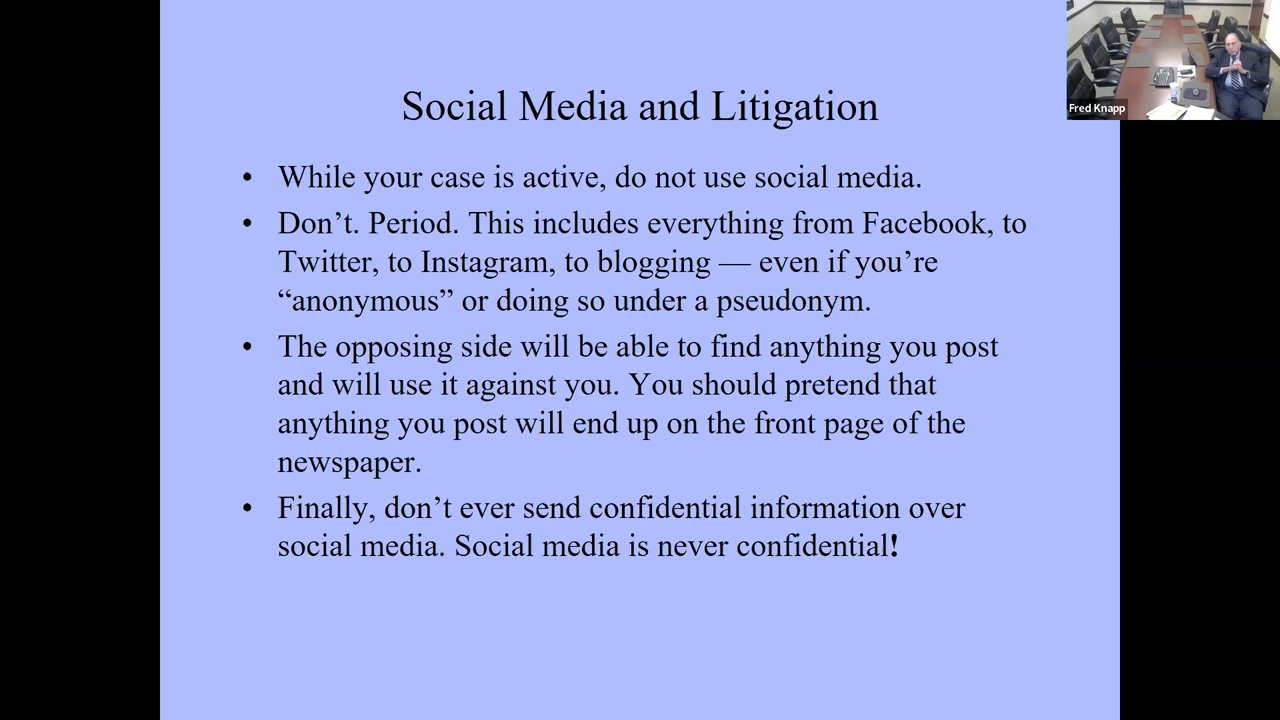 Social Media and Litigation
• While your case is active, do not use social media.
• Don’t. Period. This includes everything from Facebook, to
Twitter, to Instagram, to blogging — even if you’re
“anonymous” or doing so under a pseudonym.
• The opposing side will be able to find anything you post
and will use it against you. You should pretend that
anything you post will end up on the front page of the
newspaper.
• Finally, don’t ever send confidential information over
social media. Social media is never confidential!
Fred Knapp